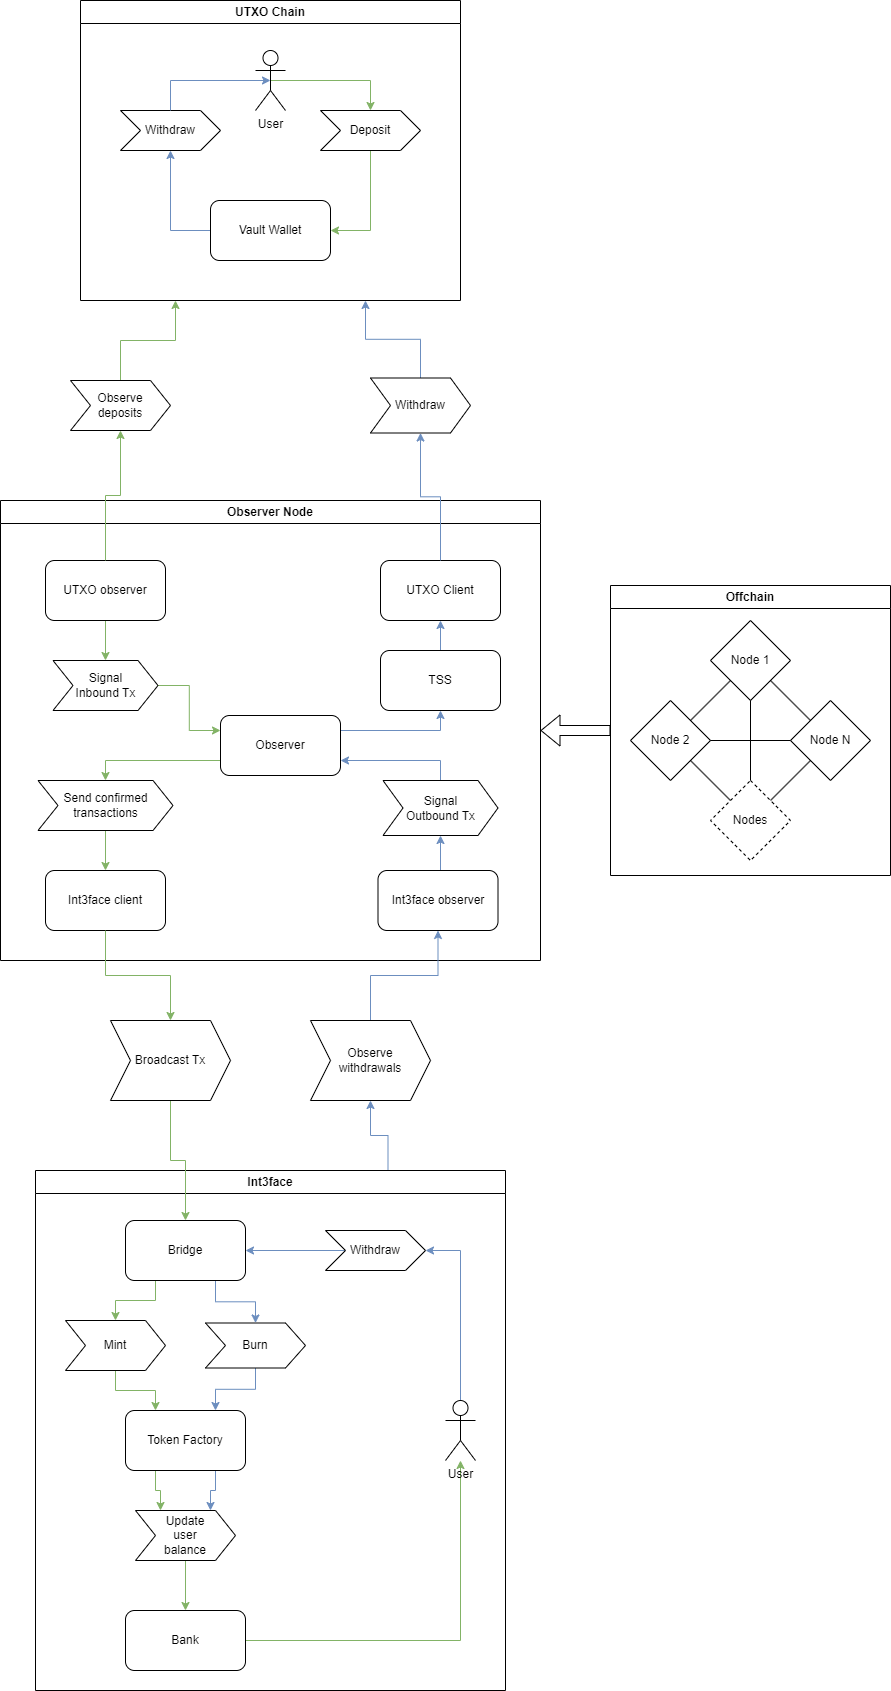 UTXO Chain
Withdraw
User
Deposit
Vault Wallet
Observe
deposits
Withdraw
Observer Node
UTXO observer
UTXO Client
Signal
Inbound Tx
TSS
Observer
Send confirmed
transactions
Signal
Outbound Tx
Int3face client
Int3face observer
Offchain
Node 1
Node 2
Node N
Nodes
Broadcast Tx
Observe
withdrawals
Int3face
Bridge
Withdraw
Mint
Burn
Token Factory
User
Update
user
balance
Bank